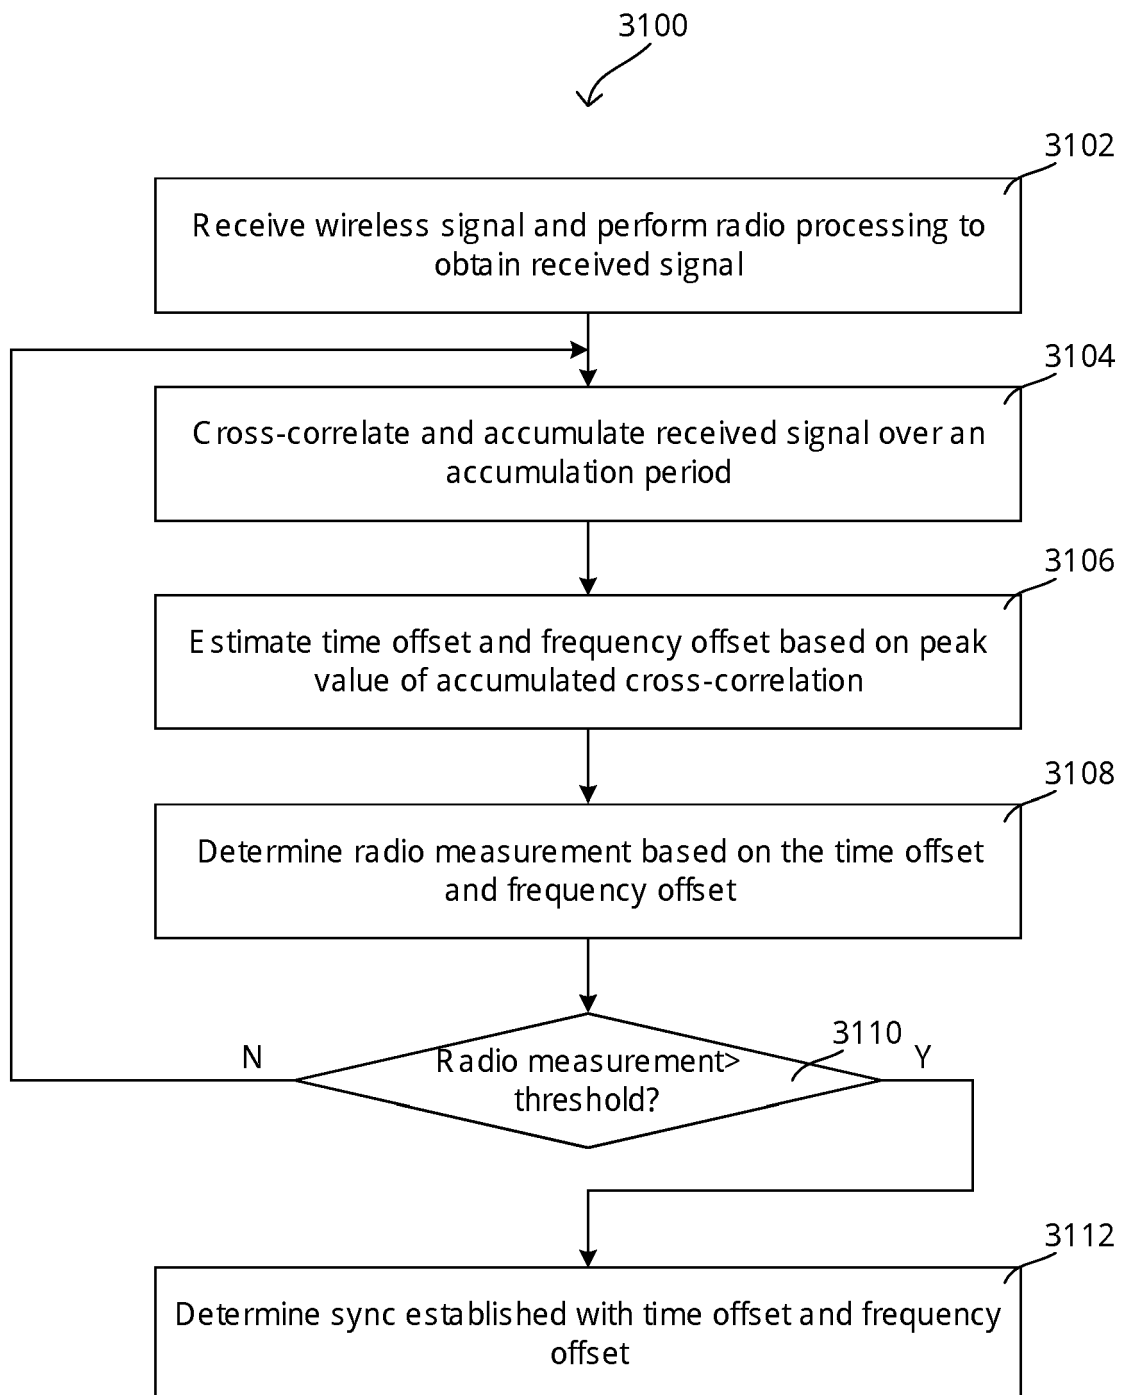 3100
3102
Receive wireless signal and perform radio processing to
obtain received signal
3104
Cross-correlate and accumulate received signal over an
accumulation period
3106
Estimate time offset and frequency offset based on peak
value of accumulated cross-correlation
3108
Determine radio measurement based on the time offset
and frequency offset
3110
N
Y
Radio measurement>
threshold?
3112
Determine sync established with time offset and frequency
offset